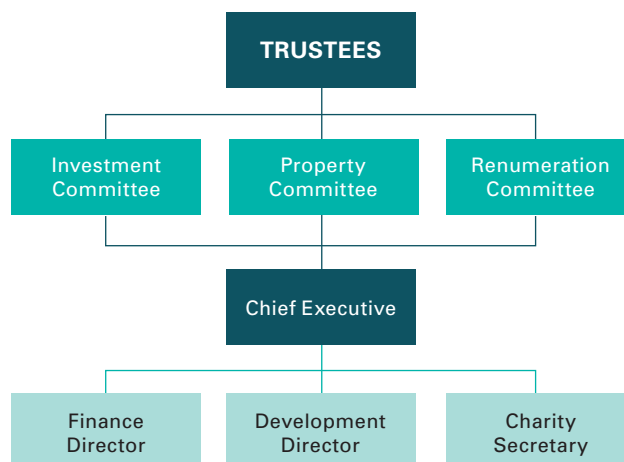 TRUSTEES
Investment
Committee
Property
Committee
Renumeration
Committee
Chief Executive
Finance
Director
Development
Director
Charity
Secretary